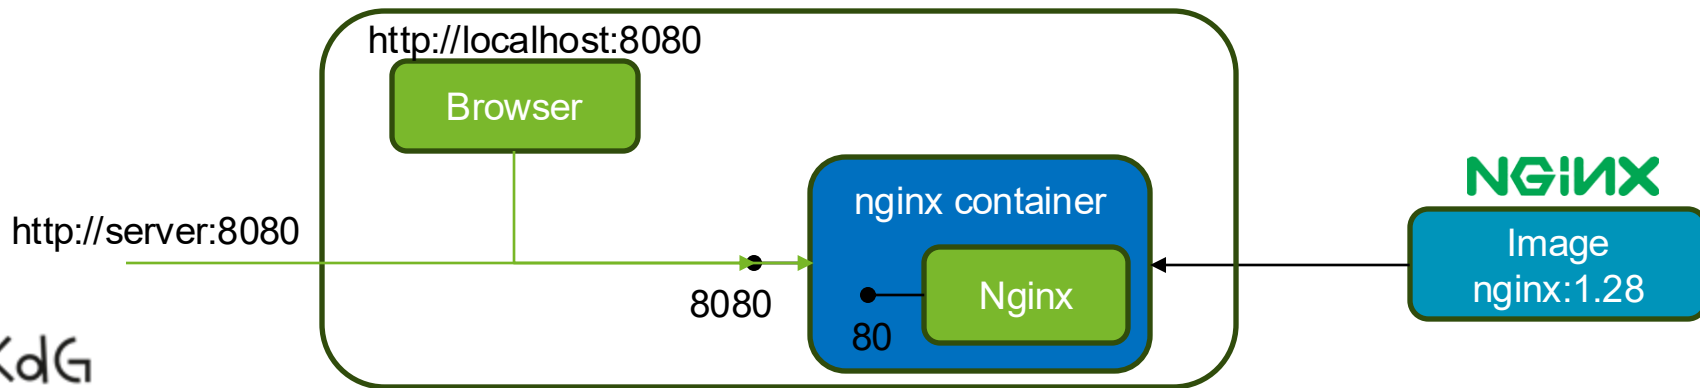 http://localhost:8080
Browser
nginx container
NGiNX
http://server:8080
Image
nginx:1.28
8080
Nginx
80
KdG